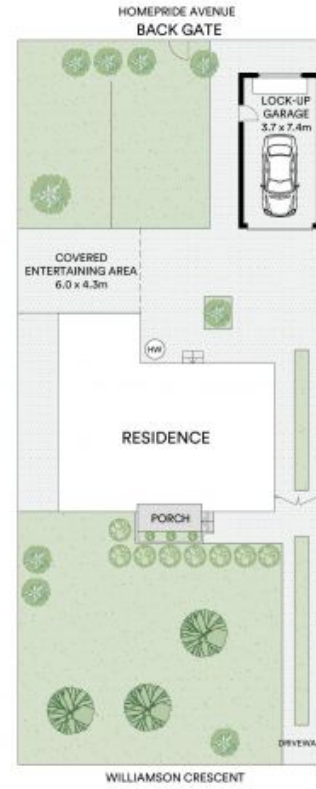 HOMEPRIDE AVENUE
BACK GATE
LOCK-UP
GARAGE
3.7 x 7.4m
COVERED
ENTERTAINING AREA
6.0 x 4.3m
HW
RESIDENCE
PORCH
DRIVEWA
WILLIAMSON CRESCENT